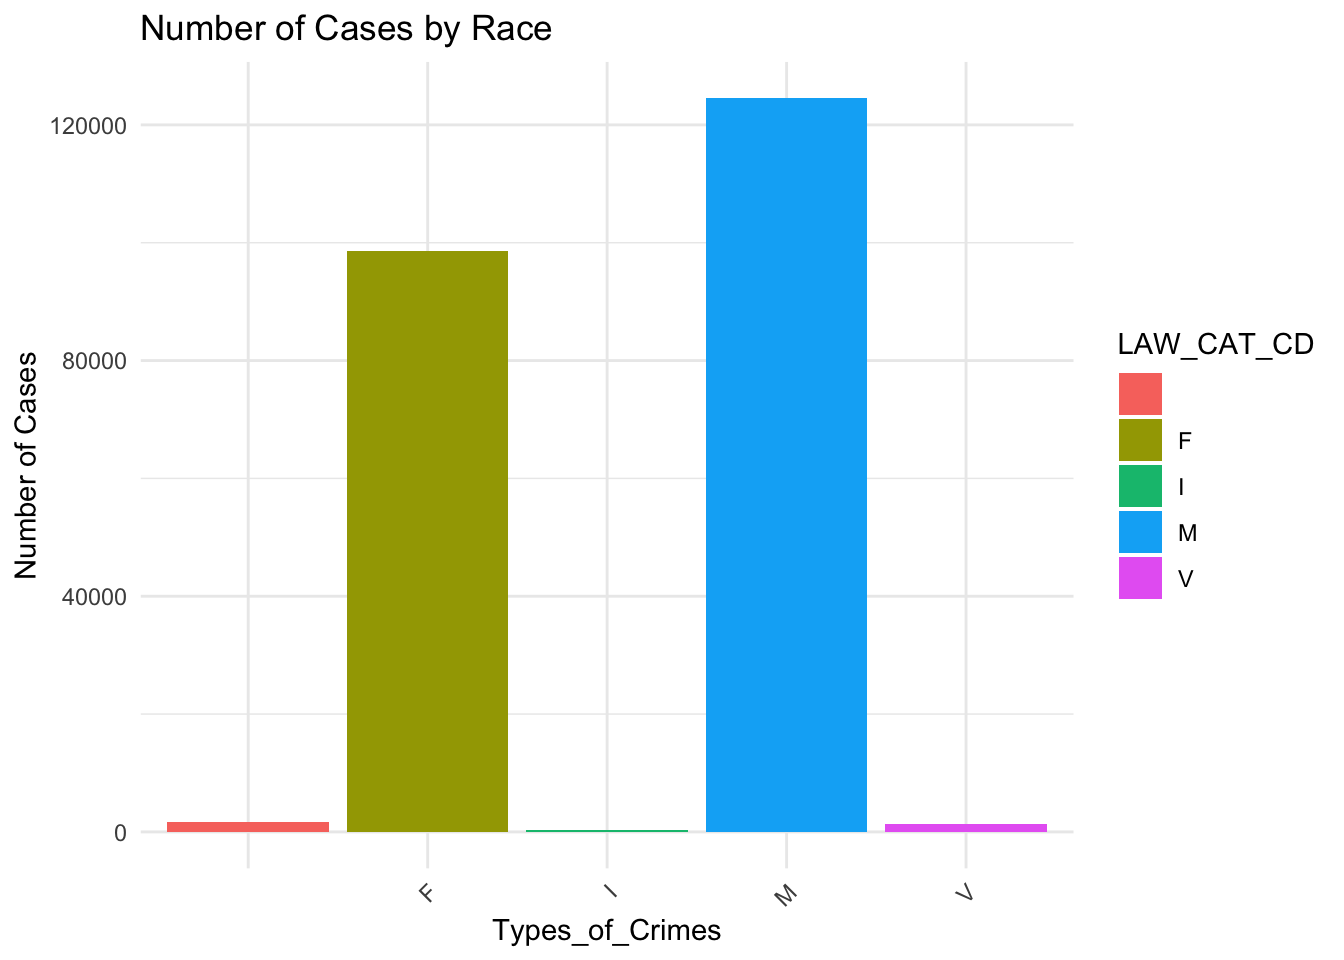 Number of Cases by Race
Number of Cases
120000
80000
40000
0
F
I
M
V
Types_of_Crimes
LAW_CAT_CD
F
I
M
V